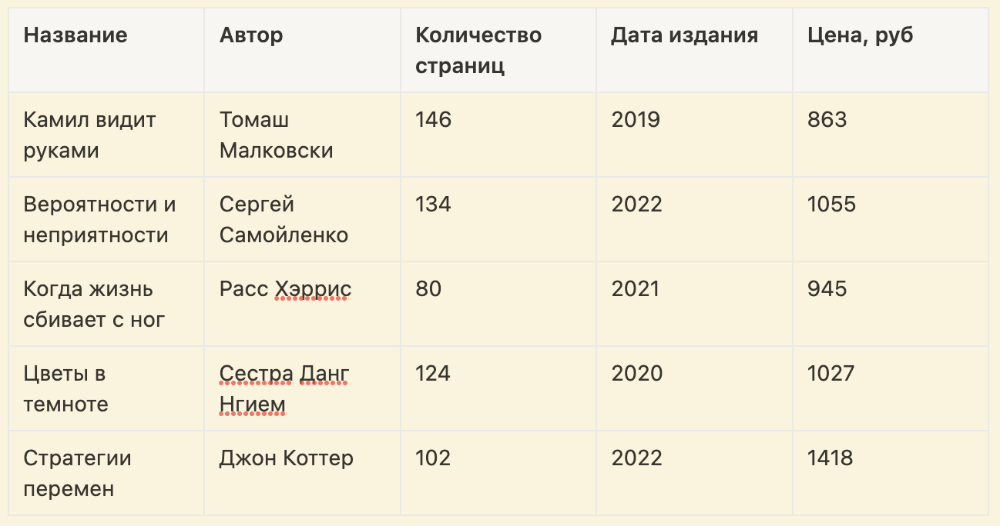 Название Автор Количество страниц Дата издания Цена, руб
Камил видит руками Томаш Малковски 146 2019 863
Вероятности и неприятности Сергей Самойленко 134 2022 1055
Когда жизнь сбивает с ног Расс Хэррис 80 2021 945
Цветы в темноте Сестра Данг Нгием 124 2020 1027
Стратегии перемен Джон Коттер 102 2022 1418